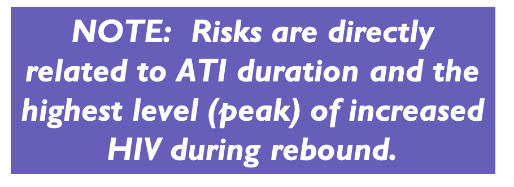 NOTE:  Risks are directly
related to ATI duration and the
highest level (peak) of increased
HIV during rebound.